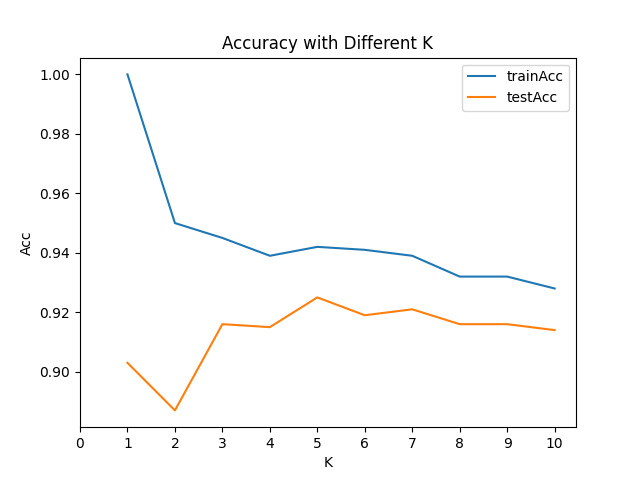 Accuracy with Different K
trainAcc
testAcc
Acc
1.00
0.98
0.96
0.94
0.92
0.90
0 1 2 3 4 5 6 7 8 9 10
K